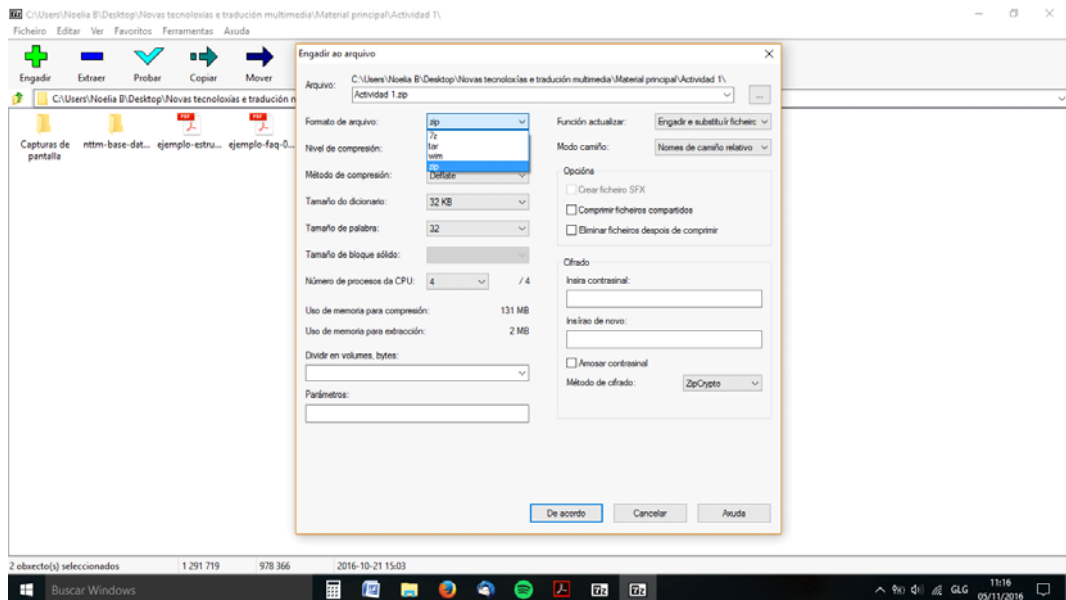 C:\Users\Noelia B\Desktop\Novas tecnoloxías e tradución multimedia\Material principal\Actividad 1\
Ficheiro Editar Ver Favoritos Ferramentas Axuda
Engadir Extraer Probar Copiar Mover
C:\Users\Noelia B\Desktop\Novas tecnoloxías e tradución n
Capturas de pantalla
nttm-base-dat...
ejemplo-estru...
ejemplo-faq-0...
Engadir ao arquivo
Arquivo:
C:\Users\Noelia B\Desktop\Novas tecnoloxías e tradución multimedia\Material principal\Actividad 1\
Actividad 1.zip
...
Formato de arquivo: zip
7z
tar
wim
zip
Nivel de compresión:
Método de compresión: Deflate
Tamaño do dicionario: 32 KB
Tamaño de palabra: 32
Tamaño de bloque sólido:
Número de procesos da CPU: 4 / 4
Uso de memoria para compresión: 131 MB
Uso de memoria para extracción: 2 MB
Dividir en volumes, bytes:
Parámetros:
Función actualizar: Engadir e substituír ficheirc
Modo camiño: Nomes de camiño relativo
Opcións
Crear ficheiro SFX
Comprimir ficheiros compartidos
Eliminar ficheiros despois de comprimir
Cifrado
Insira contrasinal:
Insírao de novo:
Amosar contrasinal
Método de cifrado: ZipCrypto
De acordo Cancelar Axuda
2 obxecto(s) seleccionados 1 291 719 978 366 2016-10-21 15:03
Buscar Windows
GLG
11:16
05/11/2016